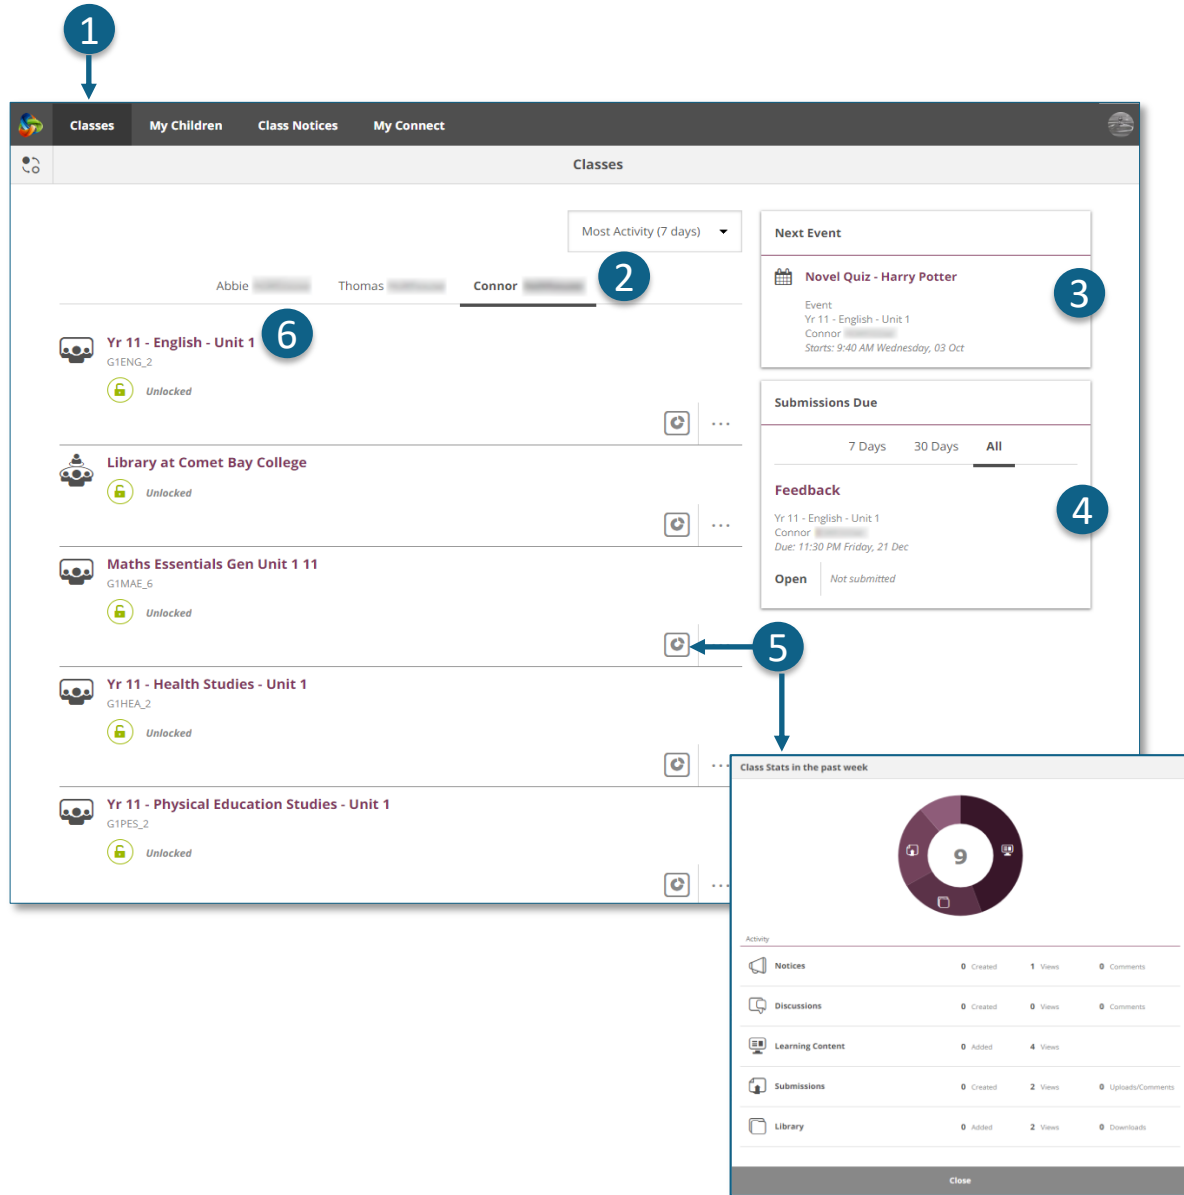 1
Classes My Children Class Notices My Connect
Classes
Most Activity (7 days)
2
Abbie Thomas Connor
6
Yr 11 - English - Unit 1
G1ENG_2
Unlocked
...
Library at Comet Bay College
Unlocked
...
Maths Essentials Gen Unit 1 11
G1MAE_6
Unlocked
Yr 11 - Health Studies - Unit 1
G1HEA_2
Unlocked
...
Yr 11 - Physical Education Studies - Unit 1
G1PES_2
Unlocked
...
Next Event
Novel Quiz - Harry Potter
3
Event
Yr 11 - English - Unit 1
Connor
Starts: 9:40 AM Wednesday, 03 Oct
Submissions Due
7 Days 30 Days All
Feedback
4
Yr 11 - English - Unit 1
Connor
Due: 11:30 PM Friday, 21 Dec
Open Not submitted
5
Class Stats in the past week
9
Activity
Notices 0 Created 1 Views 0 Comments
Discussions 0 Created 0 Views 0 Comments
Learning Content 0 Added 4 Views
Submissions 0 Created 2 Views 0 Uploads/Comments
Library 0 Added 2 Views 0 Downloads
Close